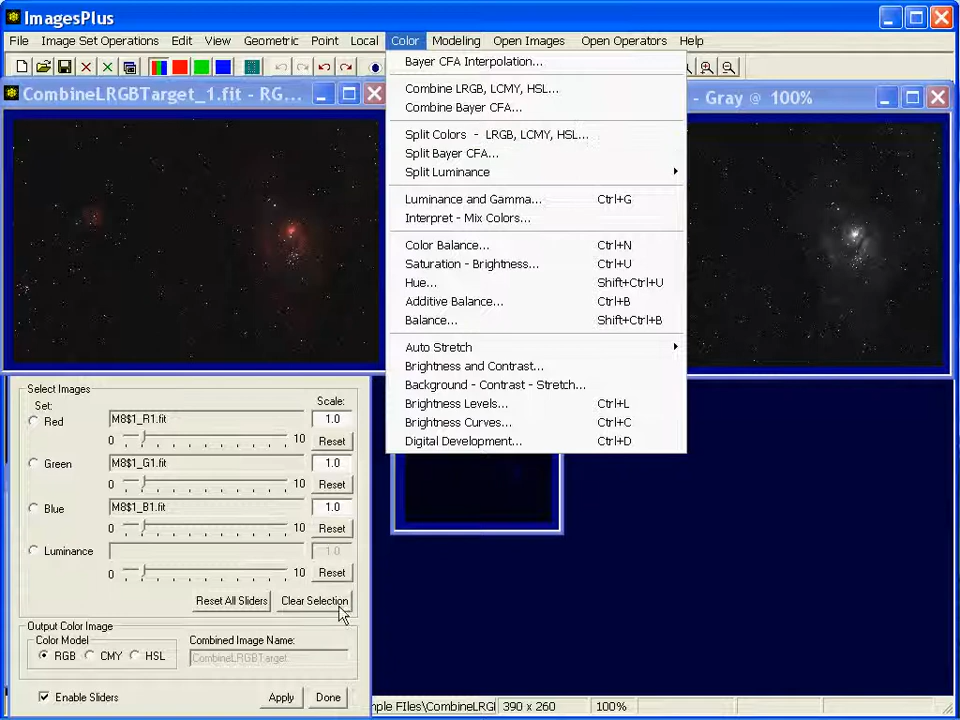 ImagesPlus
File Image Set Operations Edit View Geometric Point Local Color Modeling Open Images Open Operators Help
CombineLRGBTarget_1.fit - RG...
- Gray @ 100%
Bayer CFA Interpolation...
Combine LRGB, LCMY, HSL...
Combine Bayer CFA...
Split Colors - LRGB, LCMY, HSL...
Split Bayer CFA...
Split Luminance
Luminance and Gamma... Ctrl+G
Interpret - Mix Colors...
Color Balance... Ctrl+N
Saturation - Brightness... Ctrl+U
Hue... Shift+Ctrl+U
Additive Balance... Ctrl+B
Balance... Shift+Ctrl+B
Auto Stretch
Brightness and Contrast...
Background - Contrast - Stretch...
Brightness Levels... Ctrl+L
Brightness Curves... Ctrl+C
Digital Development... Ctrl+D
Select Images
Set: Scale:
Red M8$1_R1.fit 1.0
0 10 Reset
Green M8$1_G1.fit 1.0
0 10 Reset
Blue M8$1_B1.fit 1.0
0 10 Reset
Luminance 1.0
0 10 Reset
Reset All Sliders Clear Selection
Output Color Image
Color Model Combined Image Name:
RGB CMY HSL CombineLRGBTarget
Enable Sliders Apply Done
mple FIles\CombineLRGI 390 x 260 100%